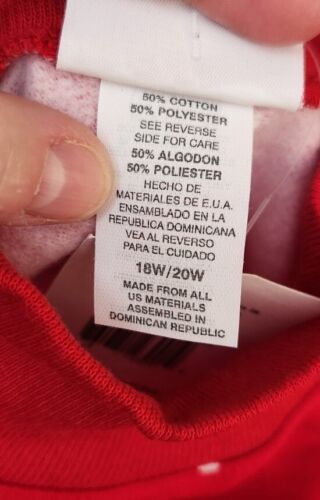 50% COTTON
50% POLYESTER
SEE REVERSE
SIDE FOR CARE
50% ALGODON
50% POLIESTER
HECHO DE
MATERIALES DE E.U.A.
ENSAMBLADO EN LA
REPUBLICA DOMINICANA
VEA AL REVERSO
PARA EL CUIDADO
18W/20W
MADE FROM ALL
US MATERIALS
ASSEMBLED IN
DOMINICAN REPUBLIC